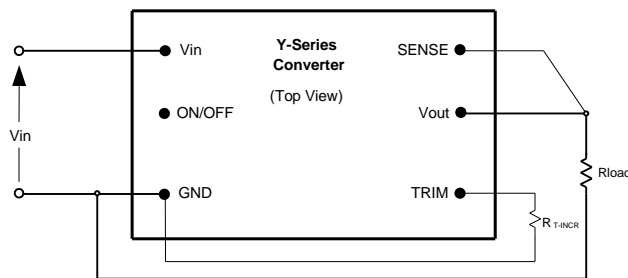 Y-Series
Converter
(Top View)
Vin
SENSE
ON/OFF
Vout
Vin
GND
TRIM
Rload
R T-INCR